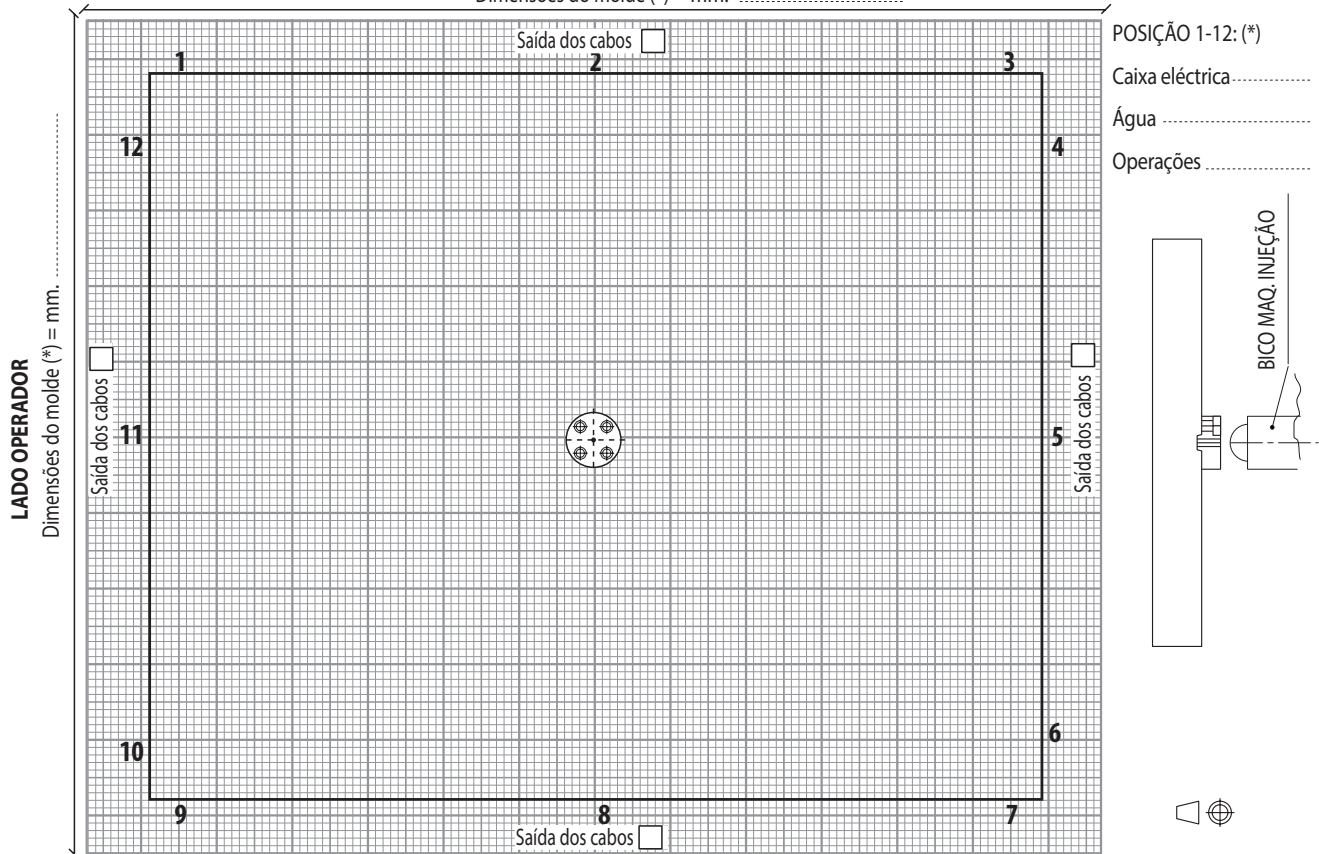 Dimensões do molde (*) = mm.
Saída dos cabos
1
2
3
12
4
LADO OPERADOR
Dimensões do molde (*) = mm.
Saída dos cabos
11
5
Saída dos cabos
10
6
9
8
7
Saída dos cabos
POSIÇÃO 1-12: (*)
Caixa eléctrica
Água
Operações
BICO MAQ. INJEÇÃO